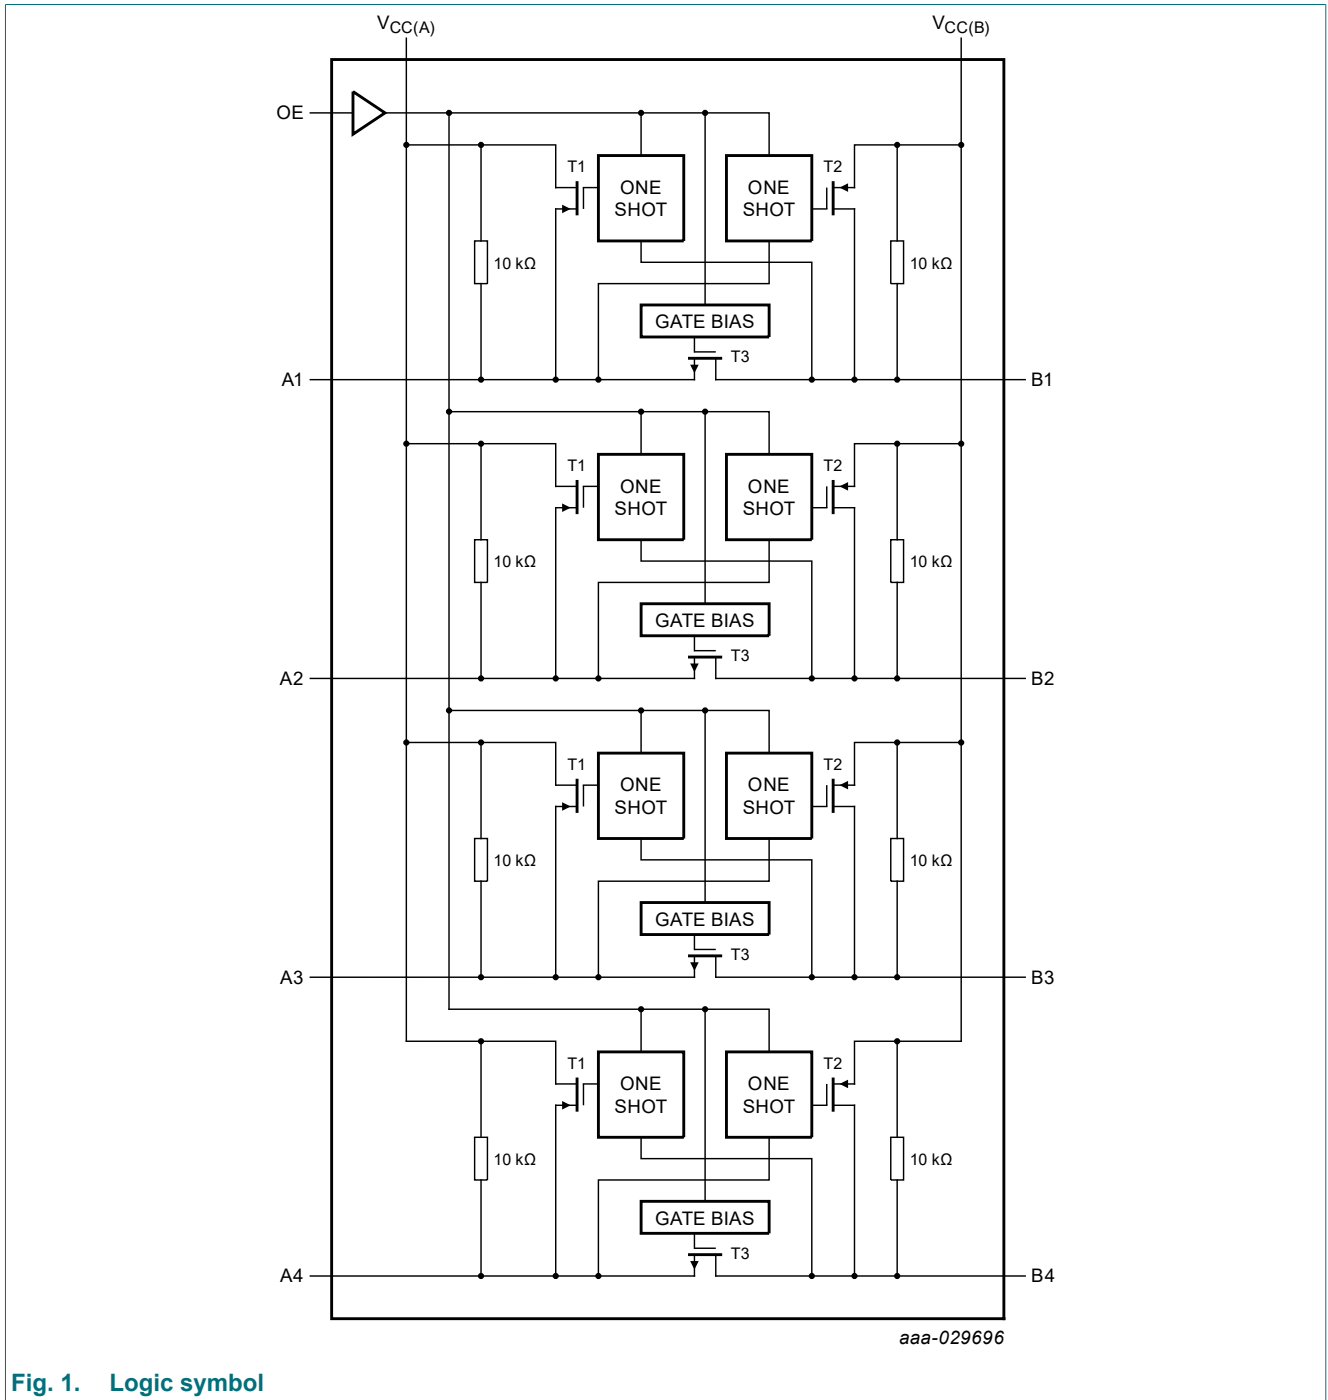 VCC(A) VCC(B)
OE
T1 ONE SHOT ONE SHOT T2
10 kΩ 10 kΩ
GATE BIAS
T3
A1 B1
T1 ONE SHOT ONE SHOT T2
10 kΩ 10 kΩ
GATE BIAS
T3
A2 B2
T1 ONE SHOT ONE SHOT T2
10 kΩ 10 kΩ
GATE BIAS
T3
A3 B3
T1 ONE SHOT ONE SHOT T2
10 kΩ 10 kΩ
GATE BIAS
T3
A4 B4
aaa-029696
Fig. 1. Logic symbol